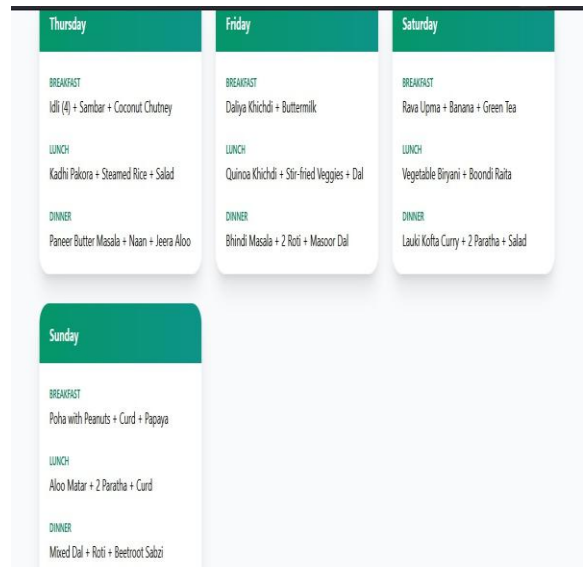 Thursday
BREAKFAST
Idli (4) + Sambar + Coconut Chutney
LUNCH
Kadhi Pakora + Steamed Rice + Salad
DINNER
Paneer Butter Masala + Naan + Jeera Aloo
Friday
BREAKFAST
Daliya Khichdi + Buttermilk
LUNCH
Quinoa Khichdi + Stir-fried Veggies + Dal
DINNER
Bhindi Masala + 2 Roti + Masoor Dal
Saturday
BREAKFAST
Rava Upma + Banana + Green Tea
LUNCH
Vegetable Biryani + Boondi Raita
DINNER
Lauki Kofta Curry + 2 Paratha + Salad
Sunday
BREAKFAST
Poha with Peanuts + Curd + Papaya
LUNCH
Aloo Matar + 2 Paratha + Curd
DINNER
Mixed Dal + Roti + Beetroot Sabzi